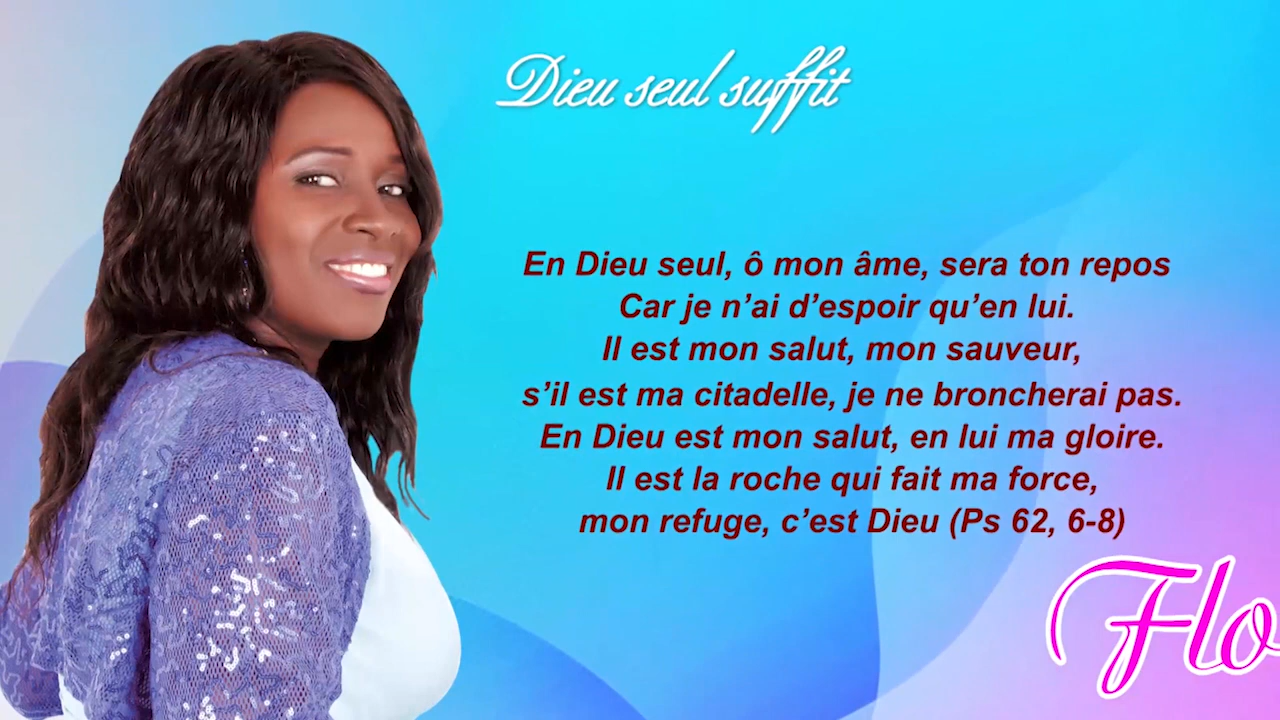 Dieu seul suffit
En Dieu seul, ô mon âme, sera ton repos
Car je n’ai d’espoir qu’en lui.
Il est mon salut, mon sauveur,
s’il est ma citadelle, je ne broncherai pas.
En Dieu est mon salut, en lui ma gloire.
Il est la roche qui fait ma force,
mon refuge, c’est Dieu (Ps 62, 6-8)
Flo